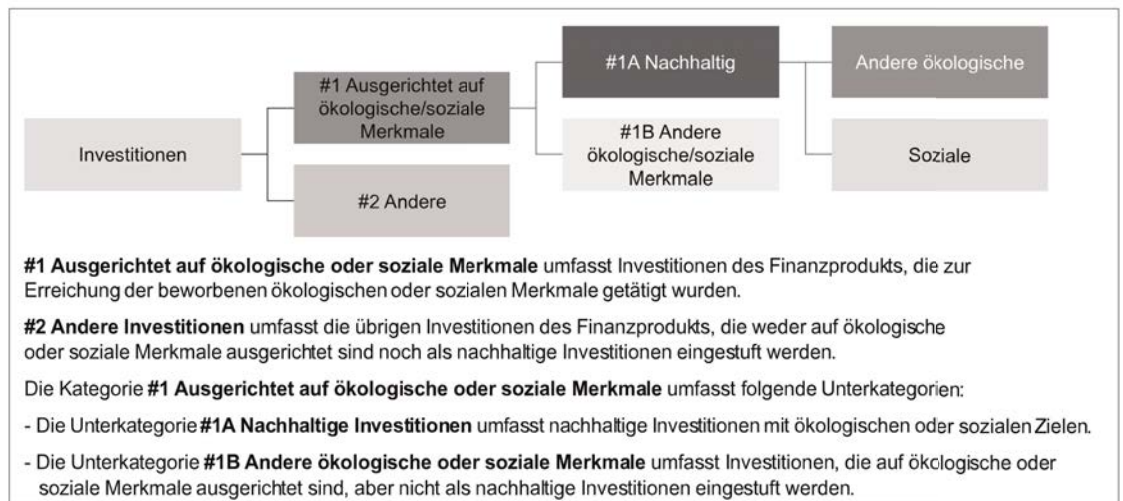 #1A Nachhaltig
Andere ökologische
#1 Ausgerichtet auf
ökologische/soziale
Merkmale
#1B Andere
ökologische/soziale
Merkmale
Soziale
Investitionen
#2 Andere
#1 Ausgerichtet auf ökologische oder soziale Merkmale umfasst Investitionen des Finanzprodukts, die zur
Erreichung der beworbenen ökologischen oder sozialen Merkmale getätigt wurden.
#2 Andere Investitionen umfasst die übrigen Investitionen des Finanzprodukts, die weder auf ökologische
oder soziale Merkmale ausgerichtet sind noch als nachhaltige Investitionen eingestuft werden.
Die Kategorie #1 Ausgerichtet auf ökologische oder soziale Merkmale umfasst folgende Unterkategorien:
- Die Unterkategorie #1A Nachhaltige Investitionen umfasst nachhaltige Investitionen mit ökologischen oder sozialen Zielen.
- Die Unterkategorie #1B Andere ökologische oder soziale Merkmale umfasst Investitionen, die auf ökologische oder
soziale Merkmale ausgerichtet sind, aber nicht als nachhaltige Investitionen eingestuft werden.